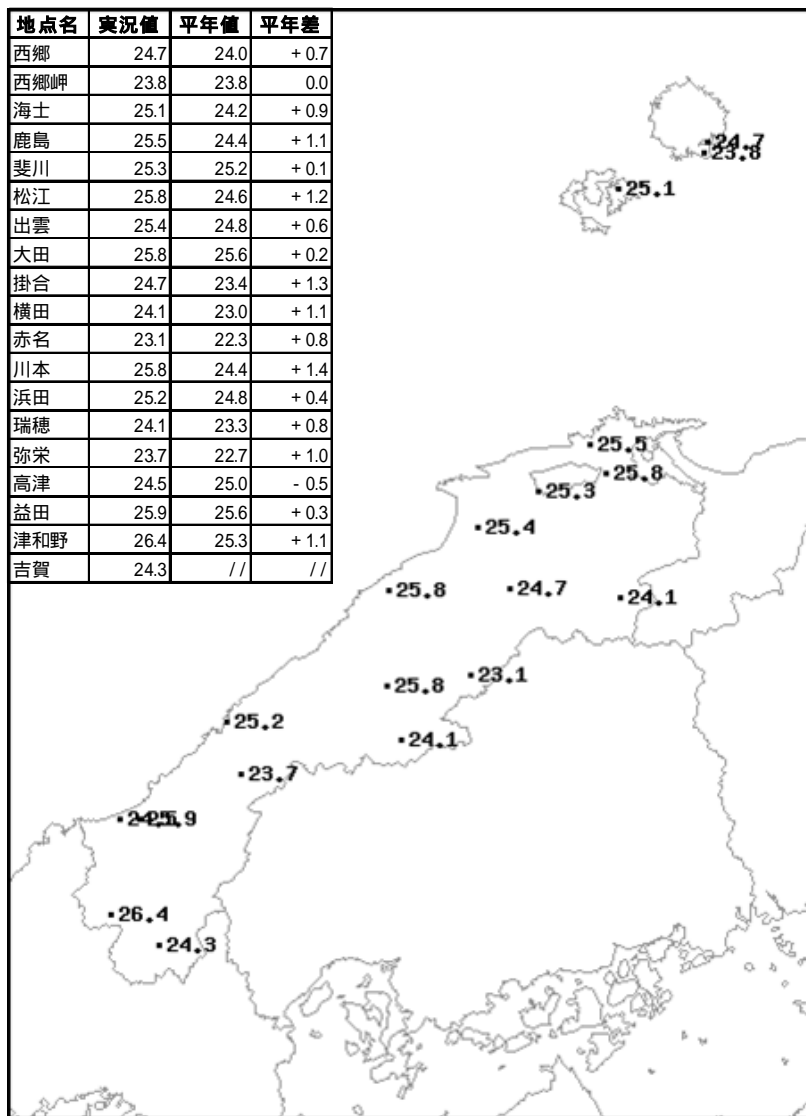 地点名 実況値 平年値 平年差
西郷 24.7 24.0 + 0.7
西郷岬 23.8 23.8 0.0
海士 25.1 24.2 + 0.9
鹿島 25.5 24.4 + 1.1
斐川 25.3 25.2 + 0.1
松江 25.8 24.6 + 1.2
出雲 25.4 24.8 + 0.6
大田 25.8 25.6 + 0.2
掛合 24.7 23.4 + 1.3
横田 24.1 23.0 + 1.1
赤名 23.1 22.3 + 0.8
川本 25.8 24.4 + 1.4
浜田 25.2 24.8 + 0.4
瑞穂 24.1 23.3 + 0.8
弥栄 23.7 22.7 + 1.0
高津 24.5 25.0 - 0.5
益田 25.9 25.6 + 0.3
津和野 26.4 25.3 + 1.1
吉賀 24.3 // //
24.7
23.8
25.1
25.5
25.8
25.3
25.4
25.8 24.7 24.1
23.1
25.8
25.2
24.1
23.7
24.5 25.9
26.4
24.3